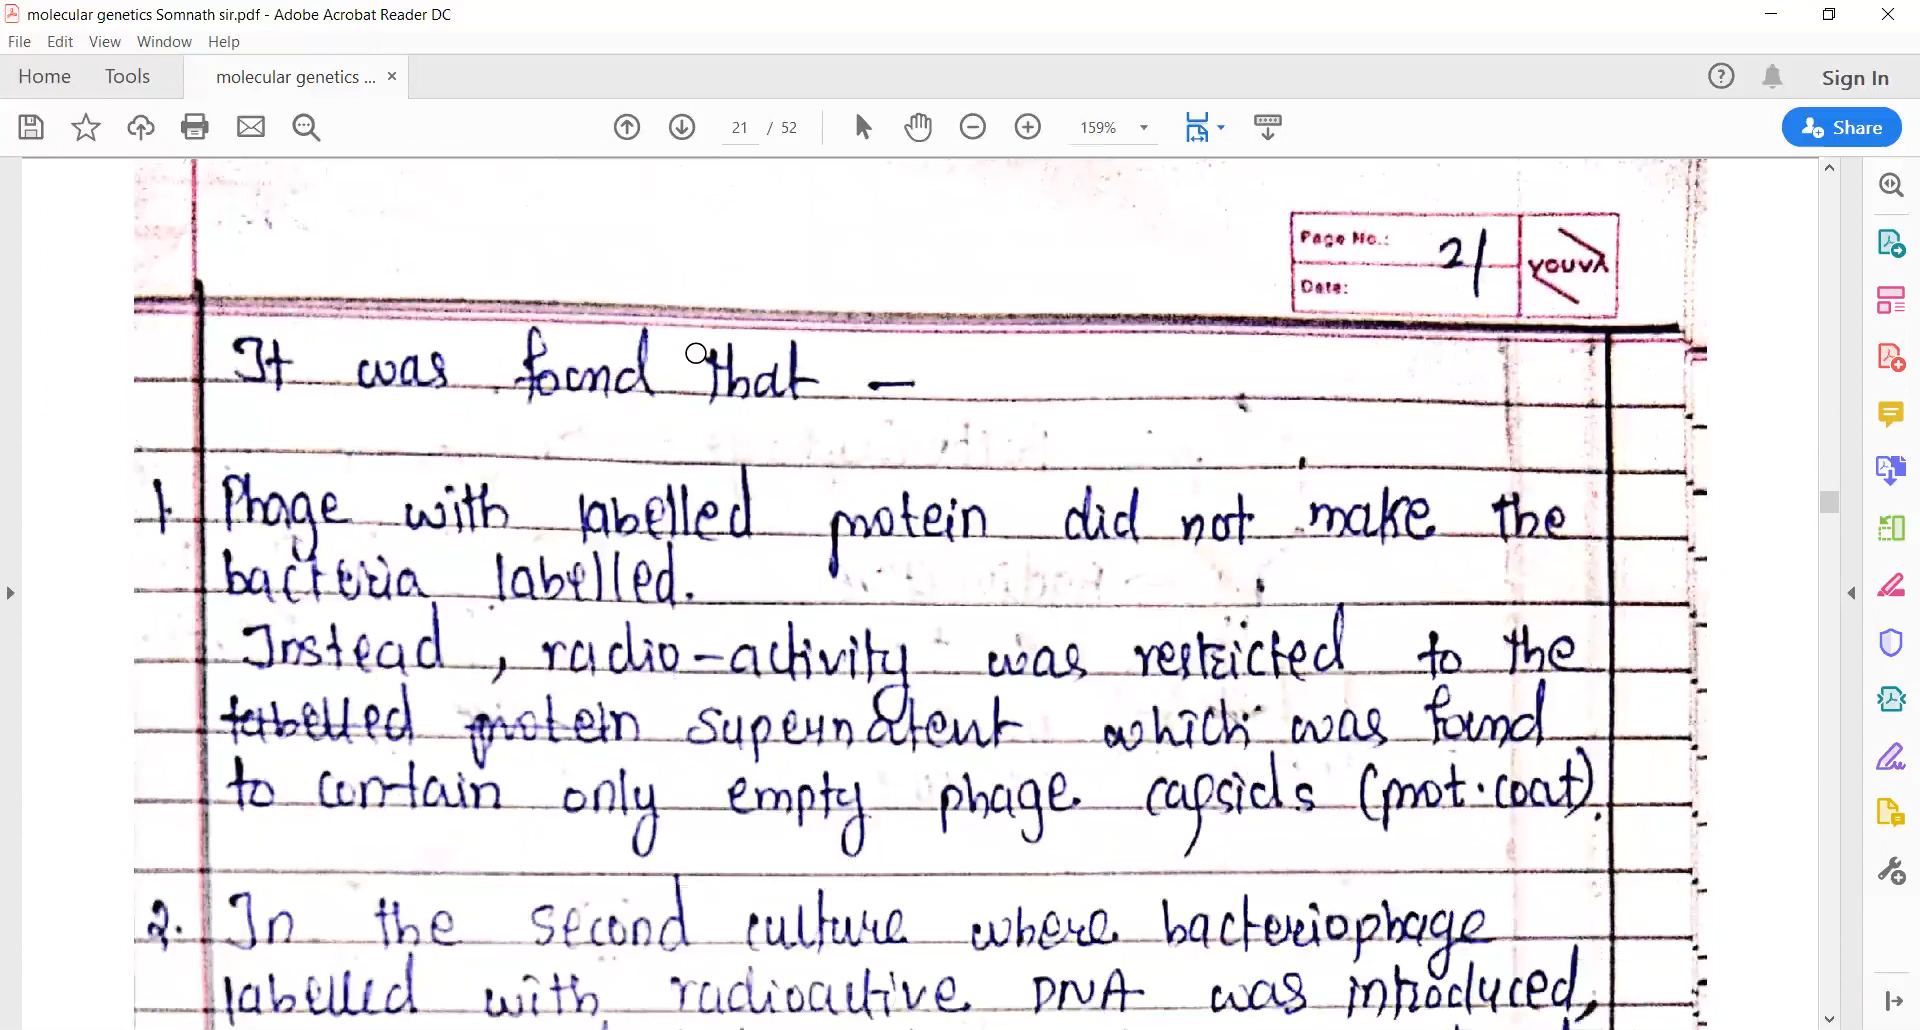 molecular genetics Somnath sir.pdf - Adobe Acrobat Reader DC
File Edit View Window Help
Home Tools molecular genetics ... × Sign In
21 / 52 159% Share
Page No.: 21
Date:
YOUVA
It was found that –
1. Phage with labelled protein did not make the
bacteria labelled.
Instead, radio-activity was restricted to the
labelled protein supernatent which was found
to contain only empty phage capsids (prot. coat).
2. In the second culture where bacteriophage
labelled with radioactive DNA was introduced,